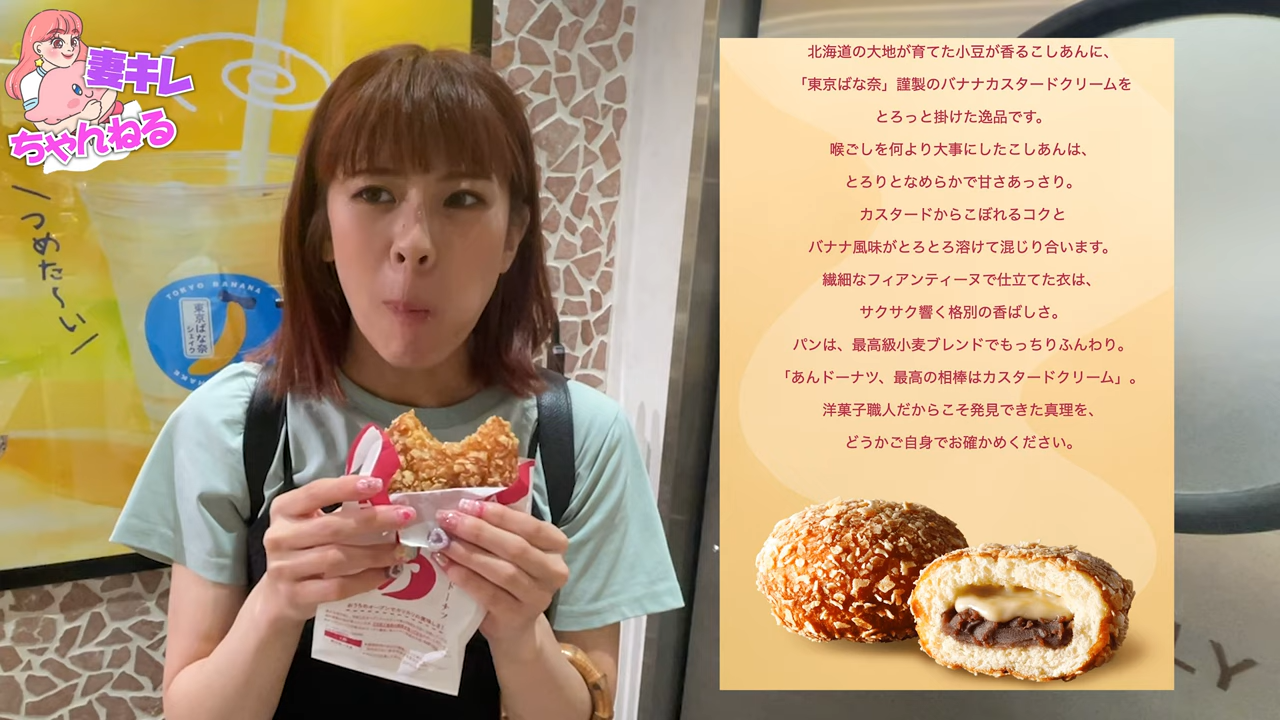 妻キレ
ちゃんねる
つめた〜い
TOKYO BANANA
東京ばな奈
シェイク
北海道の大地が育てた小豆が香るこしあんに、
「東京ばな奈」謹製のバナナカスタードクリームを
とろっと掛けた逸品です。
喉ごしを何より大事にしたこしあんは、
とろりとなめらかで甘さあっさり。
カスタードからこぼれるコクと
バナナ風味がとろとろ溶けて混じり合います。
繊細なフィアンティーヌで仕立てた衣は、
サクサク響く格別の香ばしさ。
パンは、最高級小麦ブレンドでもっちりふんわり。
「あんドーナツ、最高の相棒はカスタードクリーム」。
洋菓子職人だからこそ発見できた真理を、
どうかご自身でお確かめください。